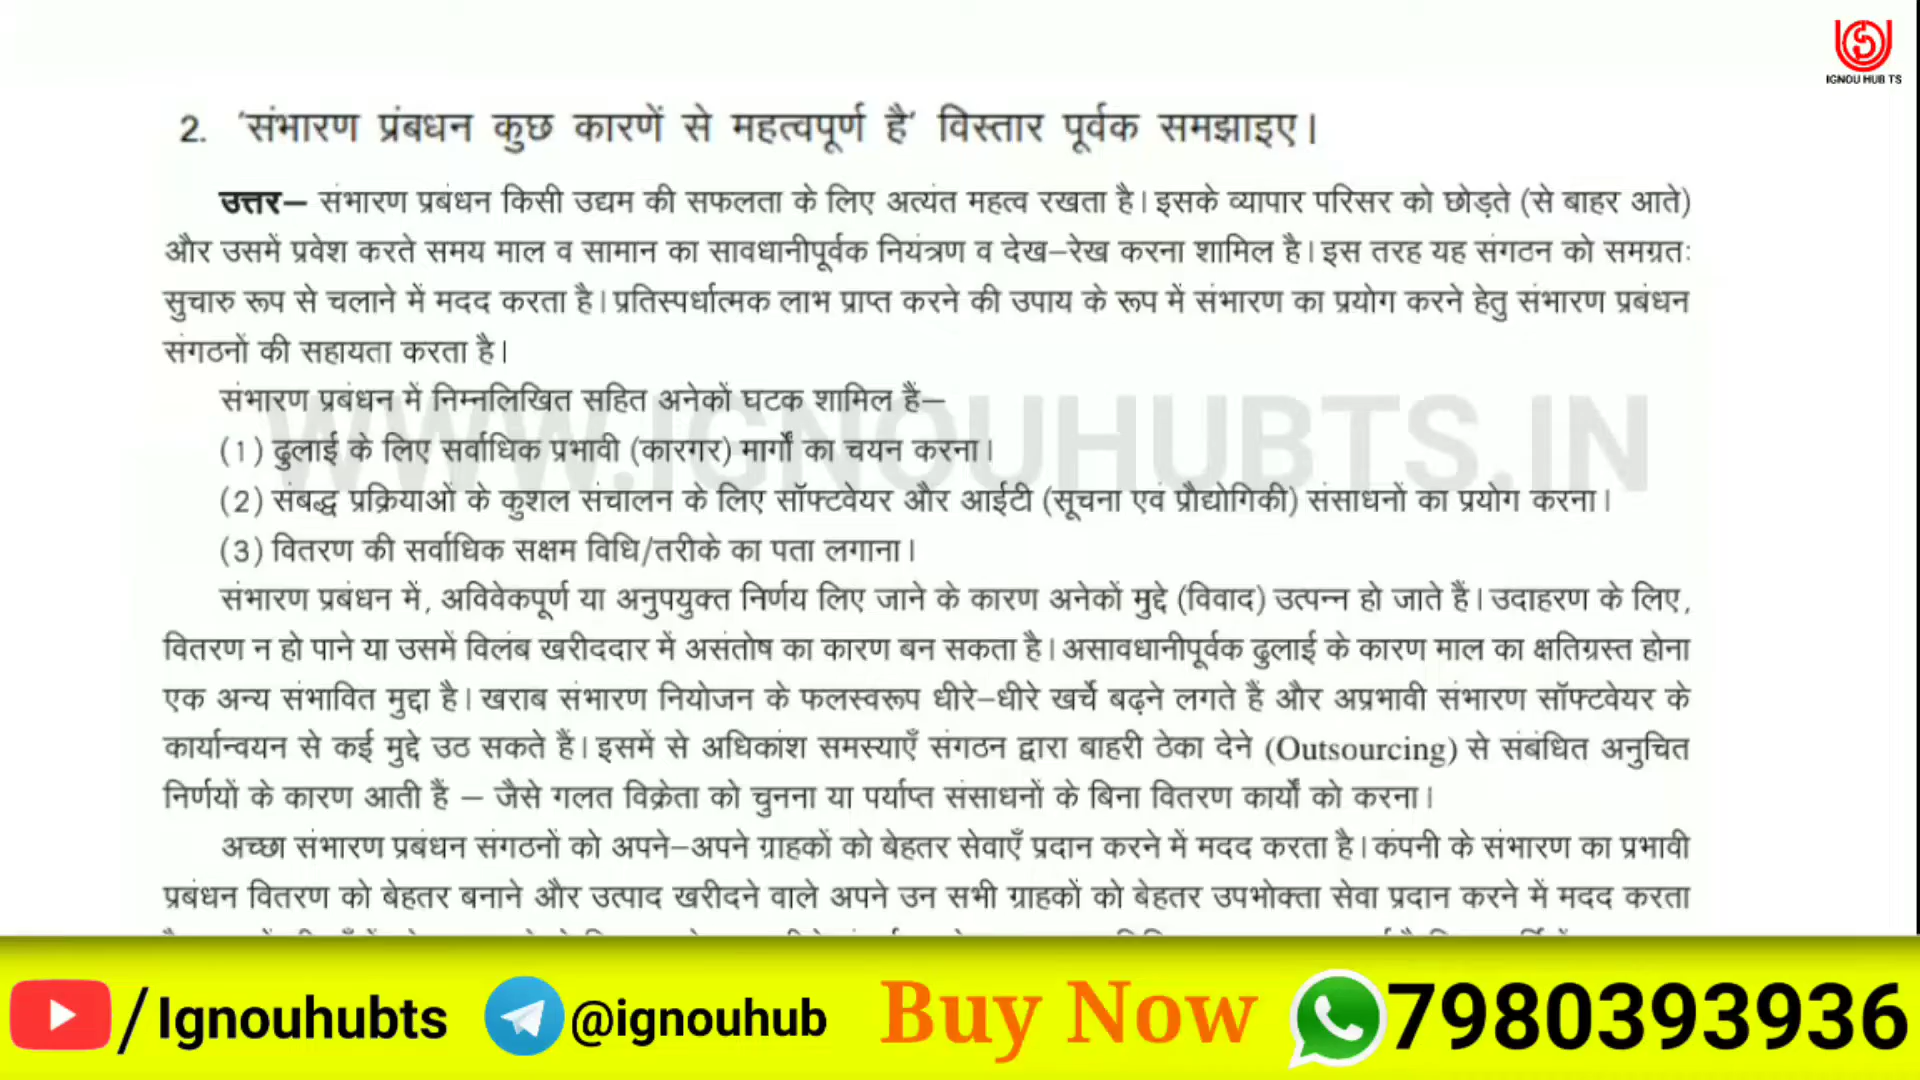 IGNOU HUB TS
2. 'संभारण प्रंबधन कुछ कारणें से महत्वपूर्ण है' विस्तार पूर्वक समझाइए।
उत्तर– संभारण प्रबंधन किसी उद्यम की सफलता के लिए अत्यंत महत्व रखता है। इसके व्यापार परिसर को छोड़ते (से बाहर आते)
और उसमें प्रवेश करते समय माल व सामान का सावधानीपूर्वक नियंत्रण व देख–रेख करना शामिल है। इस तरह यह संगठन को समग्रतः
सुचारु रूप से चलाने में मदद करता है। प्रतिस्पर्धात्मक लाभ प्राप्त करने की उपाय के रूप में संभारण का प्रयोग करने हेतु संभारण प्रबंधन
संगठनों की सहायता करता है।
संभारण प्रबंधन में निम्नलिखित सहित अनेकों घटक शामिल हैं–
WWW.IGNOUHUBTS.IN
(1) ढुलाई के लिए सर्वाधिक प्रभावी (कारगर) मार्गों का चयन करना।
(2) संबद्ध प्रक्रियाओं के कुशल संचालन के लिए सॉफ्टवेयर और आईटी (सूचना एवं प्रौद्योगिकी) संसाधनों का प्रयोग करना।
(3) वितरण की सर्वाधिक सक्षम विधि/तरीके का पता लगाना।
संभारण प्रबंधन में, अविवेकपूर्ण या अनुपयुक्त निर्णय लिए जाने के कारण अनेकों मुद्दे (विवाद) उत्पन्न हो जाते हैं। उदाहरण के लिए,
वितरण न हो पाने या उसमें विलंब खरीददार में असंतोष का कारण बन सकता है। असावधानीपूर्वक ढुलाई के कारण माल का क्षतिग्रस्त होना
एक अन्य संभावित मुद्दा है। खराब संभारण नियोजन के फलस्वरूप धीरे–धीरे खर्चे बढ़ने लगते हैं और अप्रभावी संभारण सॉफ्टवेयर के
कार्यान्वयन से कई मुद्दे उठ सकते हैं। इसमें से अधिकांश समस्याएँ संगठन द्वारा बाहरी ठेका देने (Outsourcing) से संबंधित अनुचित
निर्णयों के कारण आती हैं – जैसे गलत विक्रेता को चुनना या पर्याप्त संसाधनों के बिना वितरण कार्यों को करना।
अच्छा संभारण प्रबंधन संगठनों को अपने–अपने ग्राहकों को बेहतर सेवाएँ प्रदान करने में मदद करता है। कंपनी के संभारण का प्रभावी
प्रबंधन वितरण को बेहतर बनाने और उत्पाद खरीदने वाले अपने उन सभी ग्राहकों को बेहतर उपभोक्ता सेवा प्रदान करने में मदद करता
/Ignouhubts @ignouhub Buy Now 7980393936